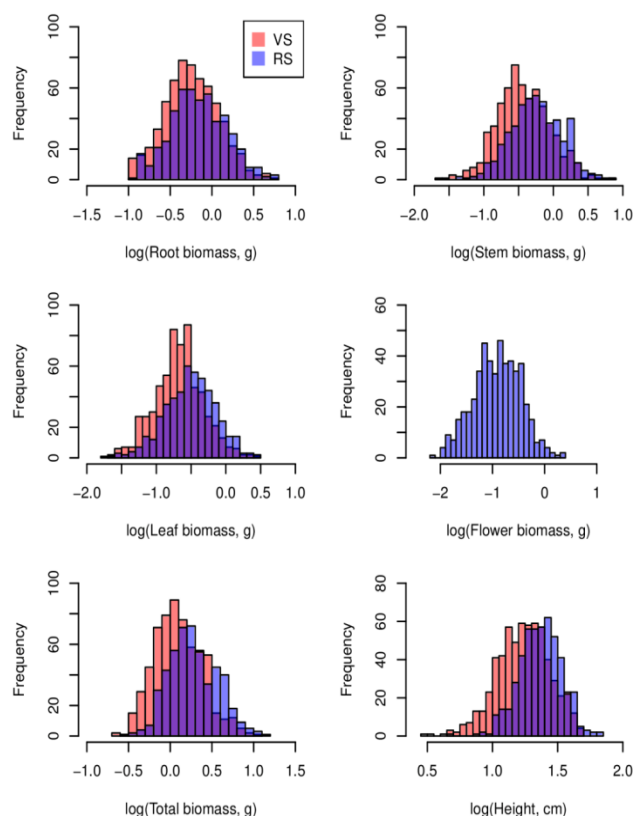 VS
RS
Frequency
0 20 60 100
−1.5 −1.0 −0.5 0.0 0.5 1.0
log(Root biomass, g)
Frequency
0 20 60 100
−2.0 −1.0 0.0 0.5 1.0
log(Stem biomass, g)
Frequency
0 20 60 100
−2.0 −1.0 0.0 0.5 1.0
log(Leaf biomass, g)
Frequency
0 20 40 60
−2 −1 0 1
log(Flower biomass, g)
Frequency
0 20 60 100
−1.0 −0.5 0.0 0.5 1.0 1.5
log(Total biomass, g)
Frequency
0 20 40 60 80
0.5 1.0 1.5 2.0
log(Height, cm)